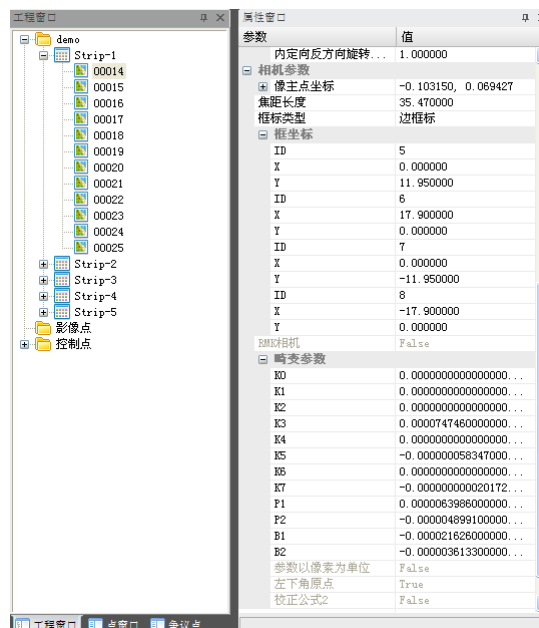 工程窗口
demo
Strip-1
00014
00015
00016
00017
00018
00019
00020
00021
00022
00023
00024
00025
Strip-2
Strip-3
Strip-4
Strip-5
影像点
控制点
工程窗口 点窗口 争议点
属性窗口
参数 值
内定向反方向旋转... 1.000000
相机参数
像主点坐标 -0.103150, 0.069427
焦距长度 35.470000
框标类型 边框标
框坐标
ID 5
X 0.000000
Y 11.950000
ID 6
X 17.900000
Y 0.000000
ID 7
X 0.000000
Y -11.950000
ID 8
X -17.900000
Y 0.000000
RMK相机 False
畸变参数
K0 0.0000000000000000...
K1 0.0000000000000000...
K2 0.0000000000000000...
K3 0.0000747460000000...
K4 0.0000000000000000...
K5 -0.000000058347000...
K6 0.0000000000000000...
K7 -0.000000000020172...
P1 0.0000063986000000...
P2 -0.000004899100000...
B1 -0.000021626000000...
B2 -0.000003613300000...
参数以像素为单位 False
左下角原点 True
校正公式2 False